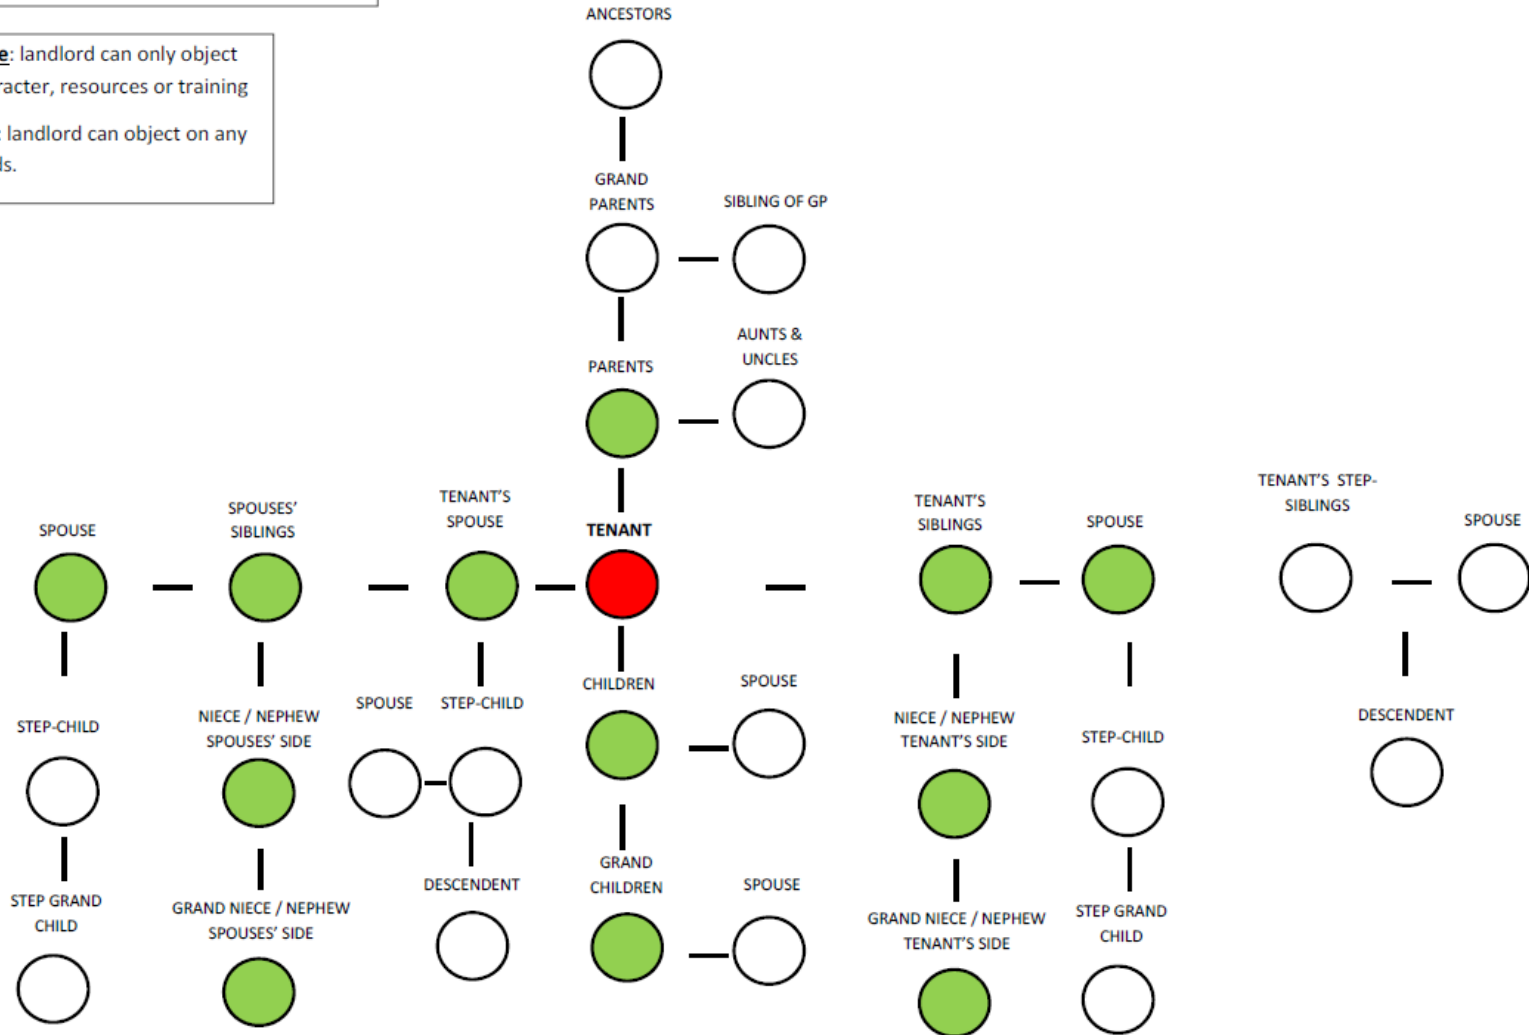 ANCESTORS
e: landlord can only object
racter, resources or training
: landlord can object on any
ds.
GRAND
PARENTS
SIBLING OF GP
AUNTS &
UNCLES
PARENTS
TENANT'S STEP-
SIBLINGS
SPOUSE
SPOUSE
SPOUSES'
SIBLINGS
TENANT'S
SPOUSE
TENANT
TENANT'S
SIBLINGS
SPOUSE
STEP-CHILD
NIECE / NEPHEW
SPOUSES' SIDE
SPOUSE
STEP-CHILD
CHILDREN
SPOUSE
NIECE / NEPHEW
TENANT'S SIDE
STEP-CHILD
DESCENDENT
STEP GRAND
CHILD
GRAND NIECE / NEPHEW
SPOUSES' SIDE
DESCENDENT
GRAND
CHILDREN
SPOUSE
GRAND NIECE / NEPHEW
TENANT'S SIDE
STEP GRAND
CHILD